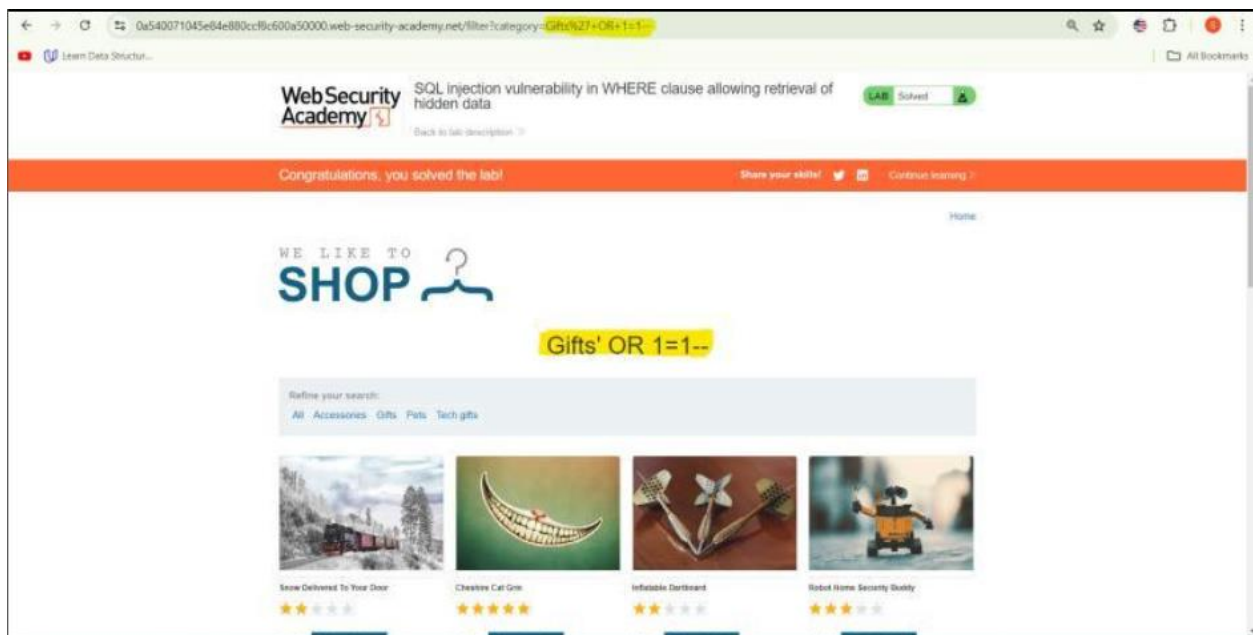 0a540071045e84e880ccf8c600a50000.web-security-academy.net/filter?category=Gifts%27+OR+1=1--
S
Learn Data Structur...
All Bookmarks
WebSecurity
Academy
SQL injection vulnerability in WHERE clause allowing retrieval of
hidden data
Back to lab description
LAB Solved
Congratulations, you solved the lab!
Share your skills!
Continue learning
Home
WE LIKE TO
SHOP
Gifts' OR 1=1--
Refine your search:
All Accessories Gifts Pets Tech gifts
Snow Delivered To Your Door
Cheshire Cat Grin
Inflatable Dartboard
Robot Home Security Buddy